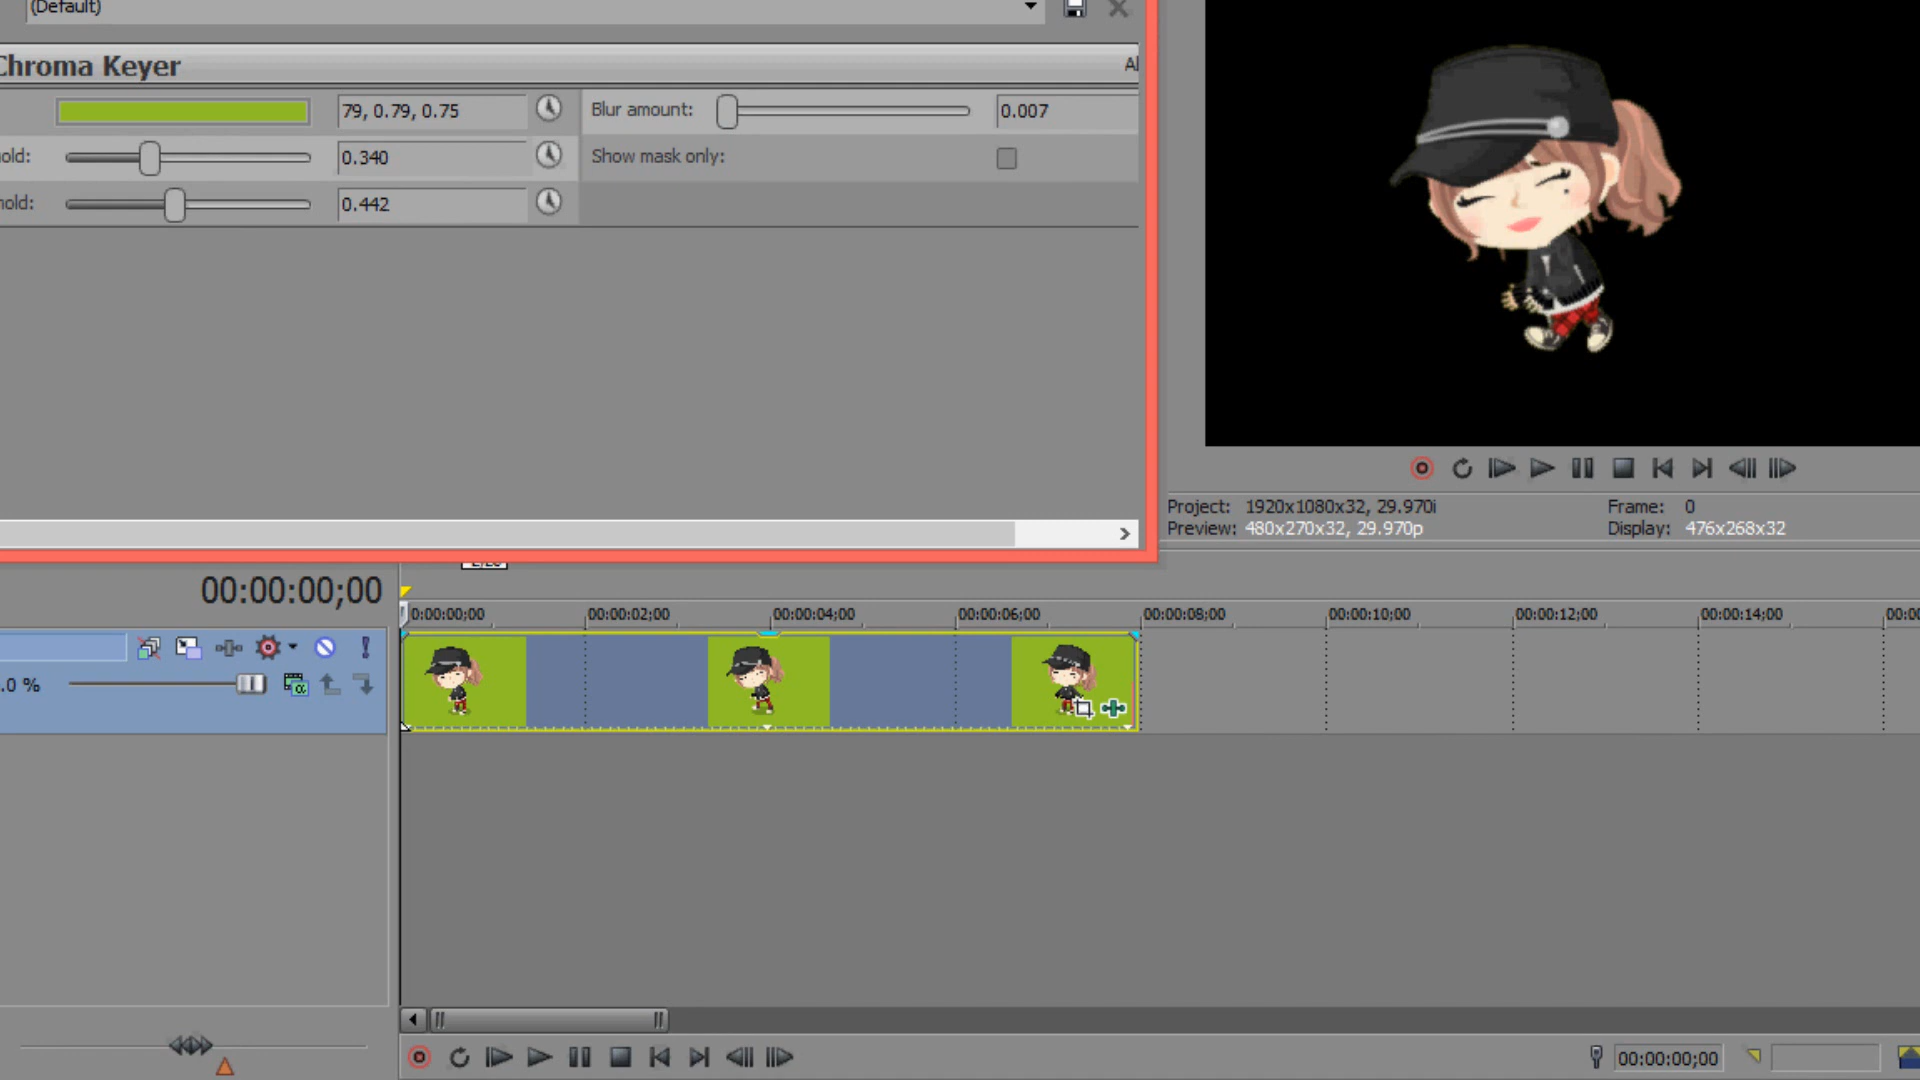 (Default)
Chroma Keyer
79, 0.79, 0.75
Blur amount:
0.007
old:
0.340
Show mask only:
hold:
0.442
Project: 1920x1080x32, 29.970i
Frame: 0
Preview: 480x270x32, 29.970p
Display: 476x268x32
00:00:00;00
0:00:00;00
00:00:02;00
00:00:04;00
00:00:06;00
00:00:08;00
00:00:10;00
00:00:12;00
00:00:14;00
00:0
.0 %
00:00:00;00